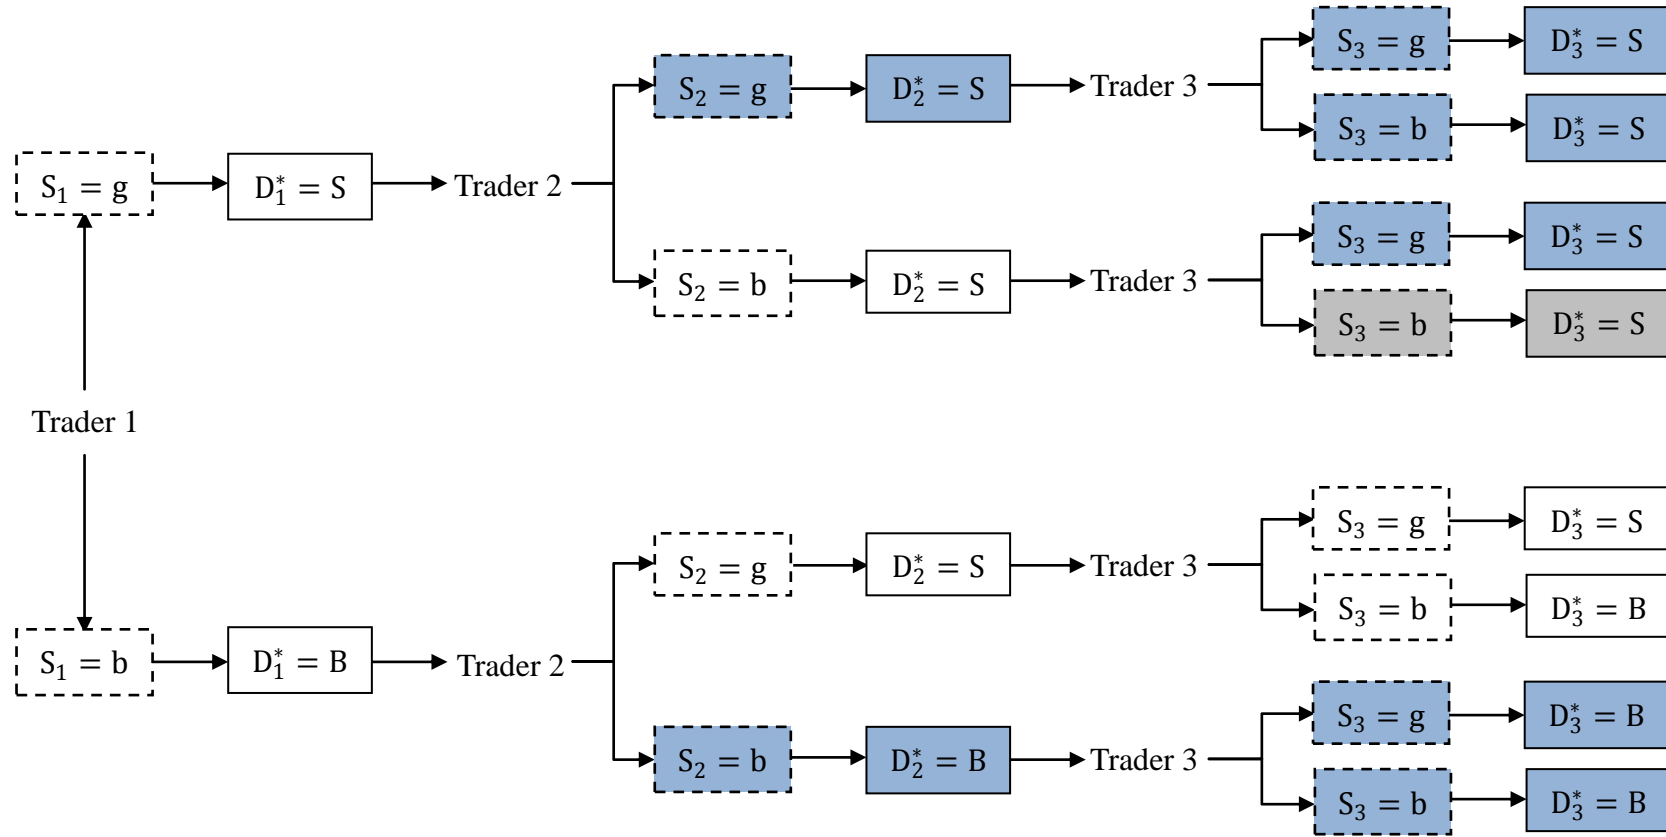 S₃ = g D₃* = S
S₂ = g D₂* = S Trader 3
S₃ = b D₃* = S
S₁ = g D₁* = S Trader 2
S₃ = g D₃* = S
S₂ = b D₂* = S Trader 3
S₃ = b D₃* = S
Trader 1
S₃ = g D₃* = S
S₂ = g D₂* = S Trader 3
S₃ = b D₃* = B
S₁ = b D₁* = B Trader 2
S₃ = g D₃* = B
S₂ = b D₂* = B Trader 3
S₃ = b D₃* = B